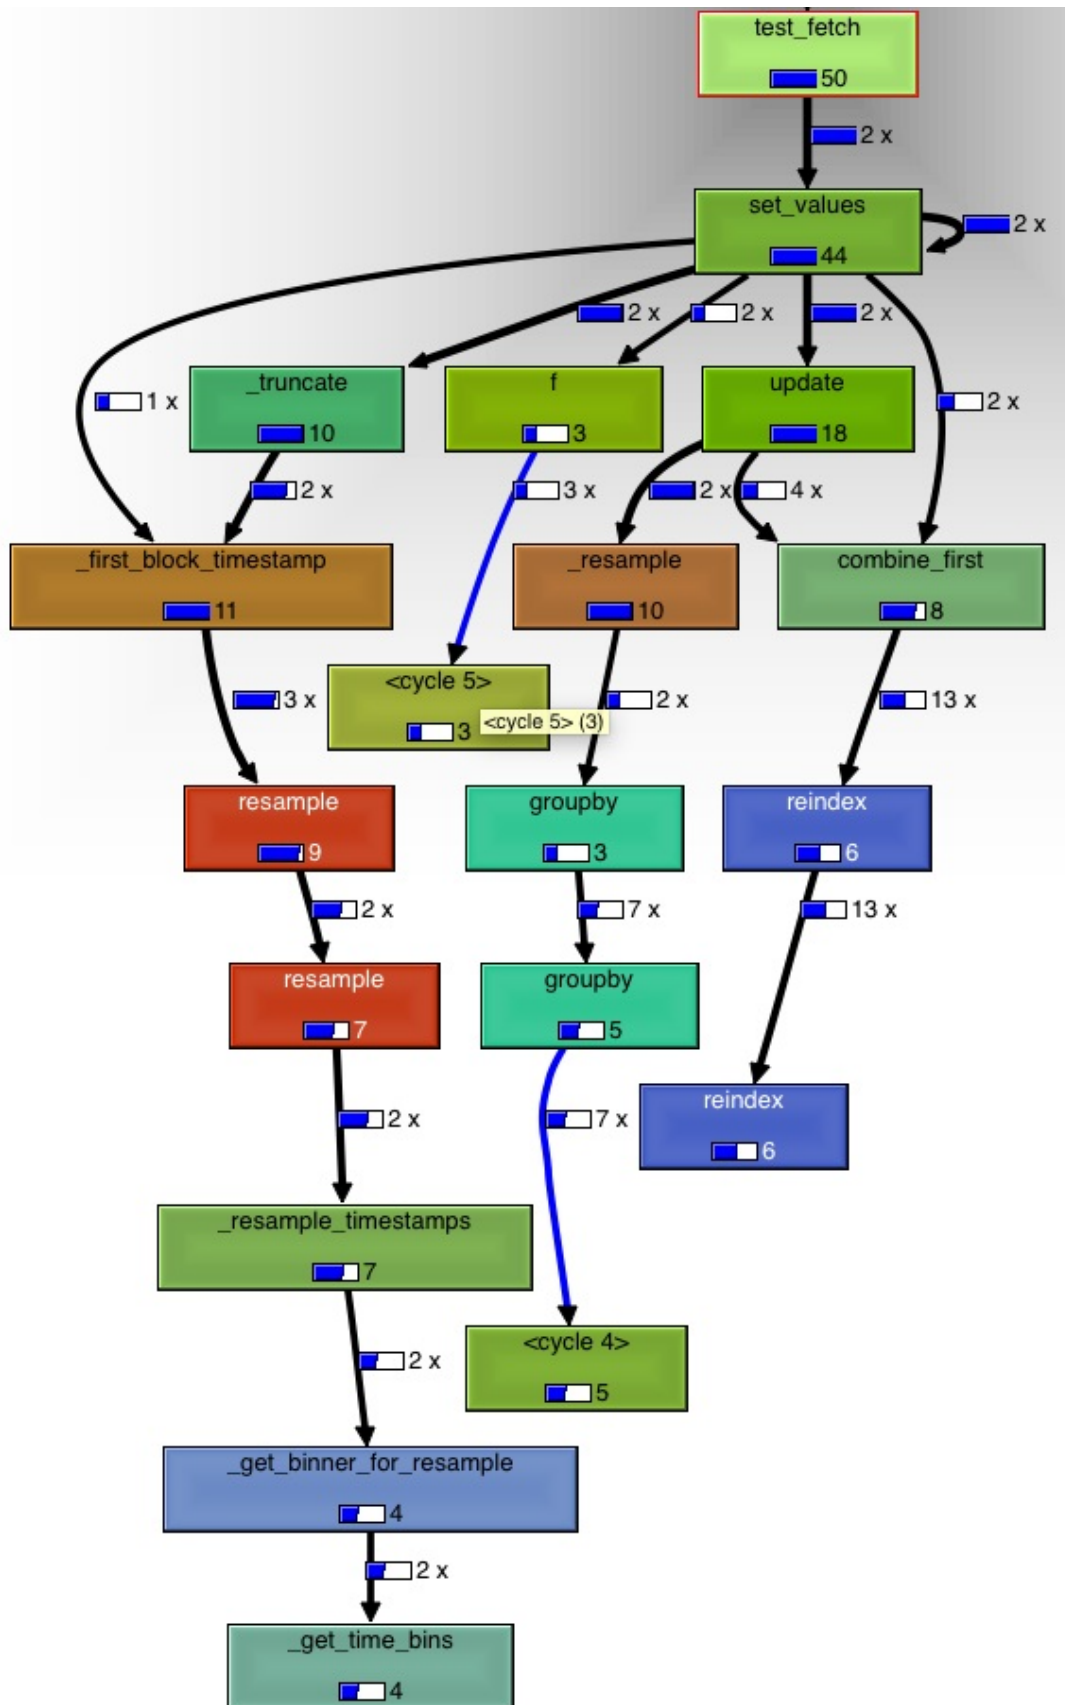 test_fetch
50
2 x
set_values
44
2 x
2 x
2 x
2 x
1 x
2 x
_truncate
10
f
3
update
18
2 x
3 x
2 x
4 x
_first_block_timestamp
11
_resample
10
combine_first
8
3 x
<cycle 5>
3
<cycle 5> (3)
2 x
13 x
resample
9
groupby
3
reindex
6
2 x
7 x
13 x
resample
7
groupby
5
2 x
7 x
reindex
6
_resample_timestamps
7
2 x
<cycle 4>
5
_get_binner_for_resample
4
2 x
_get_time_bins
4